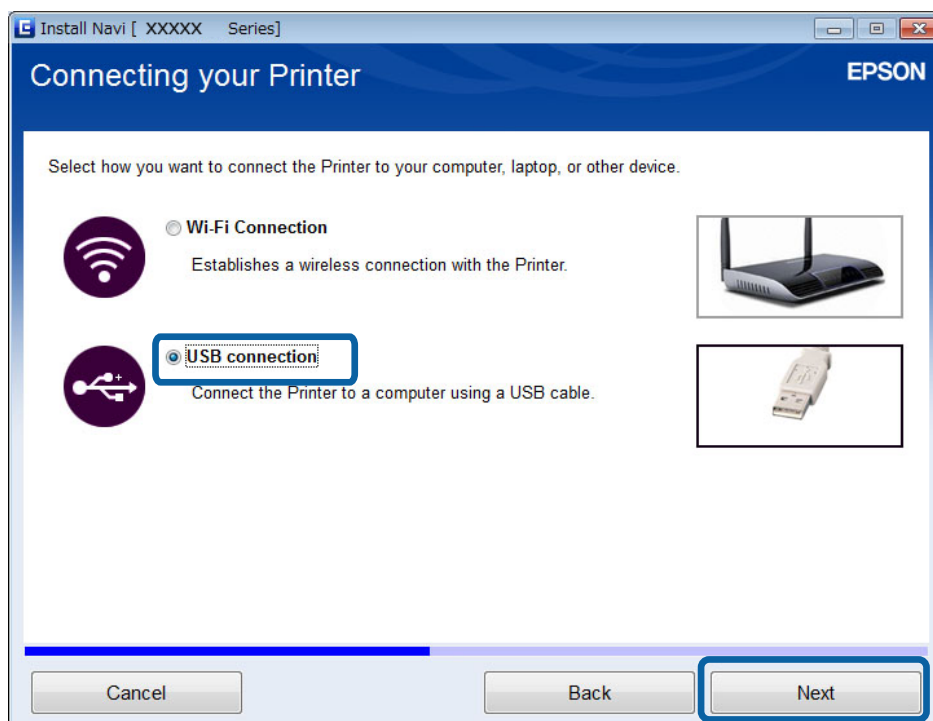 Install Navi [ XXXXX Series]
Connecting your Printer
EPSON
Select how you want to connect the Printer to your computer, laptop, or other device.
Wi-Fi Connection
Establishes a wireless connection with the Printer.
USB connection
Connect the Printer to a computer using a USB cable.
Cancel
Back
Next